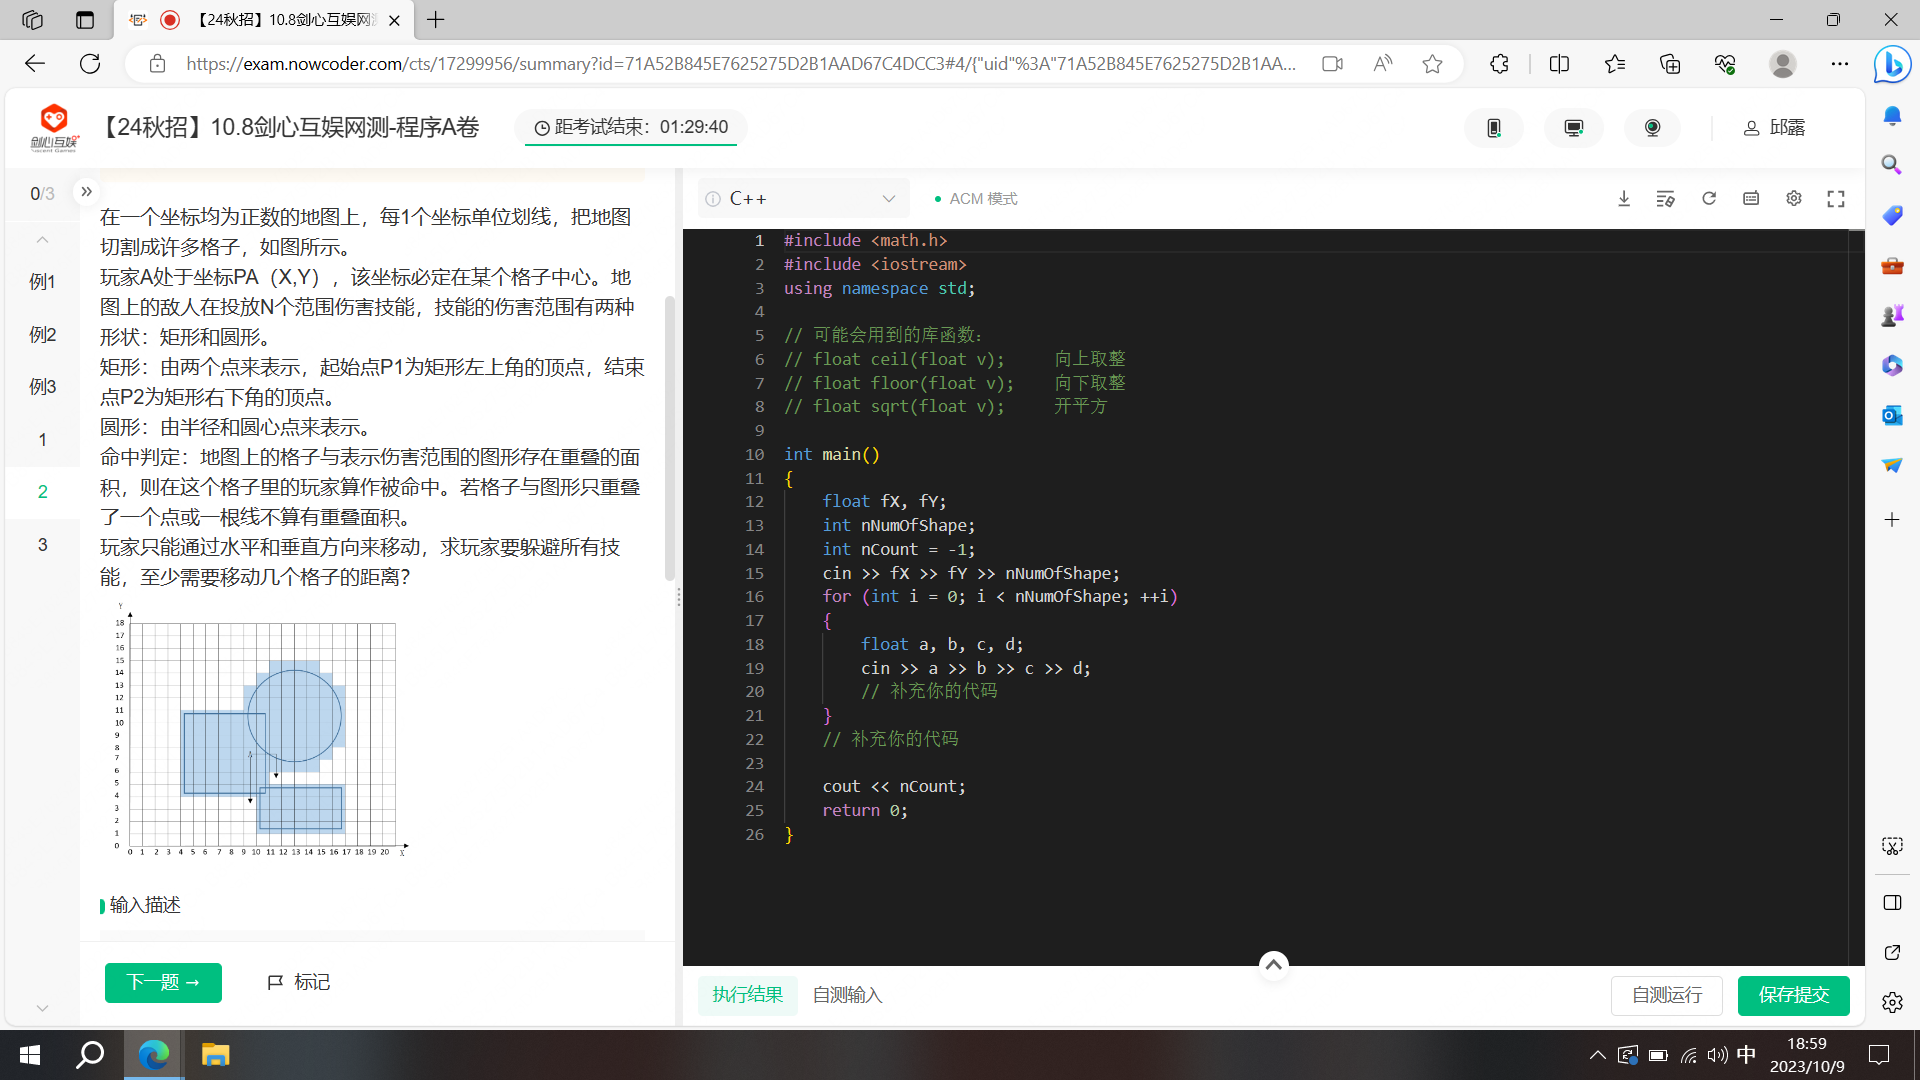 【24秋招】10.8剑心互娱网测
https://exam.nowcoder.com/cts/17299956/summary?id=71A52B845E7625275D2B1AAD67C4DCC3#4/{"uid"%3A"71A52B845E7625275D2B1AA...
剑心互娱
【24秋招】10.8剑心互娱网测-程序A卷
距考试结束：01:29:40
邱露
0/3
例1
例2
例3
1
2
3
在一个坐标均为正数的地图上，每1个坐标单位划线，把地图
切割成许多格子，如图所示。
玩家A处于坐标PA（X,Y），该坐标必定在某个格子中心。地
图上的敌人在投放N个范围伤害技能，技能的伤害范围有两种
形状：矩形和圆形。
矩形：由两个点来表示，起始点P1为矩形左上角的顶点，结束
点P2为矩形右下角的顶点。
圆形：由半径和圆心点来表示。
命中判定：地图上的格子与表示伤害范围的图形存在重叠的面
积，则在这个格子里的玩家算作被命中。若格子与图形只重叠
了一个点或一根线不算有重叠面积。
玩家只能通过水平和垂直方向来移动，求玩家要躲避所有技
能，至少需要移动几个格子的距离？
Y
18
17
16
15
14
13
12
11
10
9
8
7
6
5
4
3
2
1
0
A
0 1 2 3 4 5 6 7 8 9 10 11 12 13 14 15 16 17 18 19 20 X
输入描述
下一题 →
标记
C++
ACM 模式
1 #include <math.h>
2 #include <iostream>
3 using namespace std;
4
5 // 可能会用到的库函数：
6 // float ceil(float v); 向上取整
7 // float floor(float v); 向下取整
8 // float sqrt(float v); 开平方
9
10 int main()
11 {
12 float fX, fY;
13 int nNumOfShape;
14 int nCount = -1;
15 cin >> fX >> fY >> nNumOfShape;
16 for (int i = 0; i < nNumOfShape; ++i)
17 {
18 float a, b, c, d;
19 cin >> a >> b >> c >> d;
20 // 补充你的代码
21 }
22 // 补充你的代码
23
24 cout << nCount;
25 return 0;
26 }
执行结果
自测输入
自测运行
保存提交
中
18:59
2023/10/9